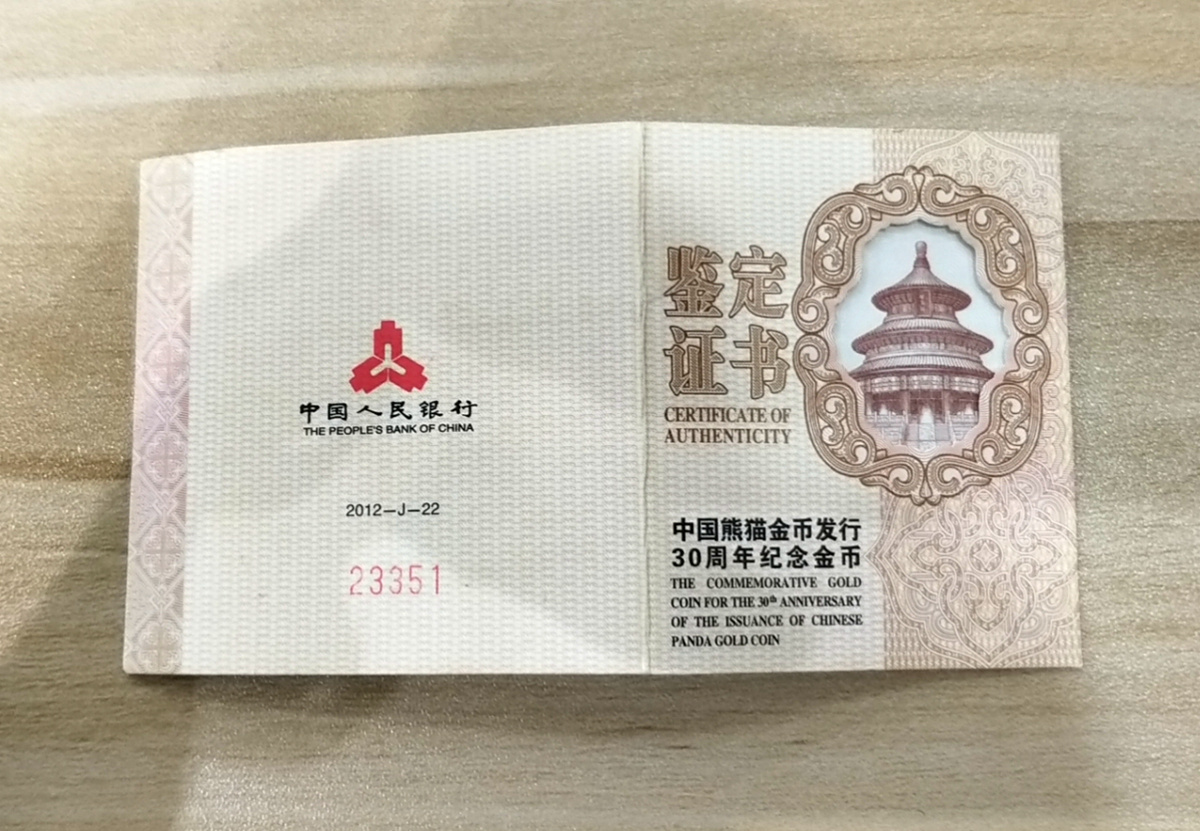 中国人民银行
THE PEOPLE'S BANK OF CHINA
2012—J—22
23351
鉴定
证书
CERTIFICATE OF
AUTHENTICITY
中国熊猫金币发行
30周年纪念金币
THE COMMEMORATIVE GOLD
COIN FOR THE 30th ANNIVERSARY
OF THE ISSUANCE OF CHINESE
PANDA GOLD COIN